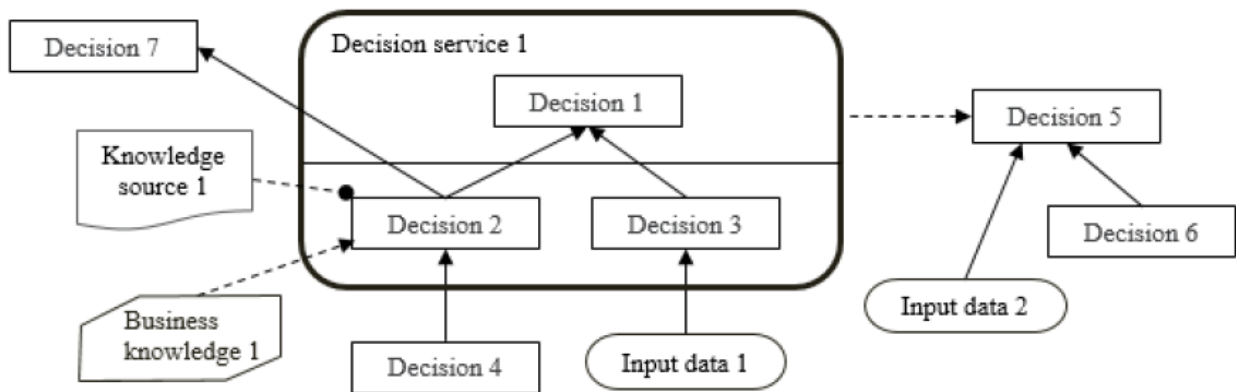 Decision 7
Decision service 1
Decision 1
Decision 5
Knowledge
source 1
Decision 2
Decision 3
Decision 6
Business
knowledge 1
Input data 2
Decision 4
Input data 1